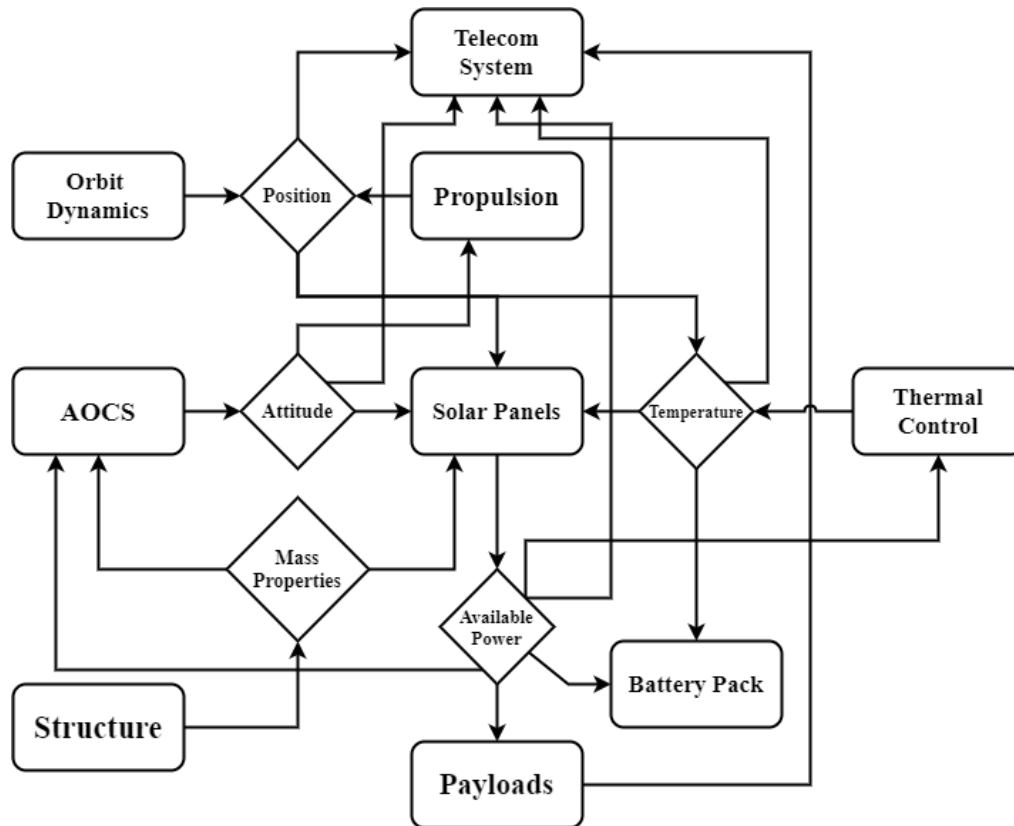 Telecom
System
Orbit
Dynamics
Position
Propulsion
AOCS
Attitude
Solar Panels
Temperature
Thermal
Control
Mass
Properties
Available
Power
Battery Pack
Structure
Payloads